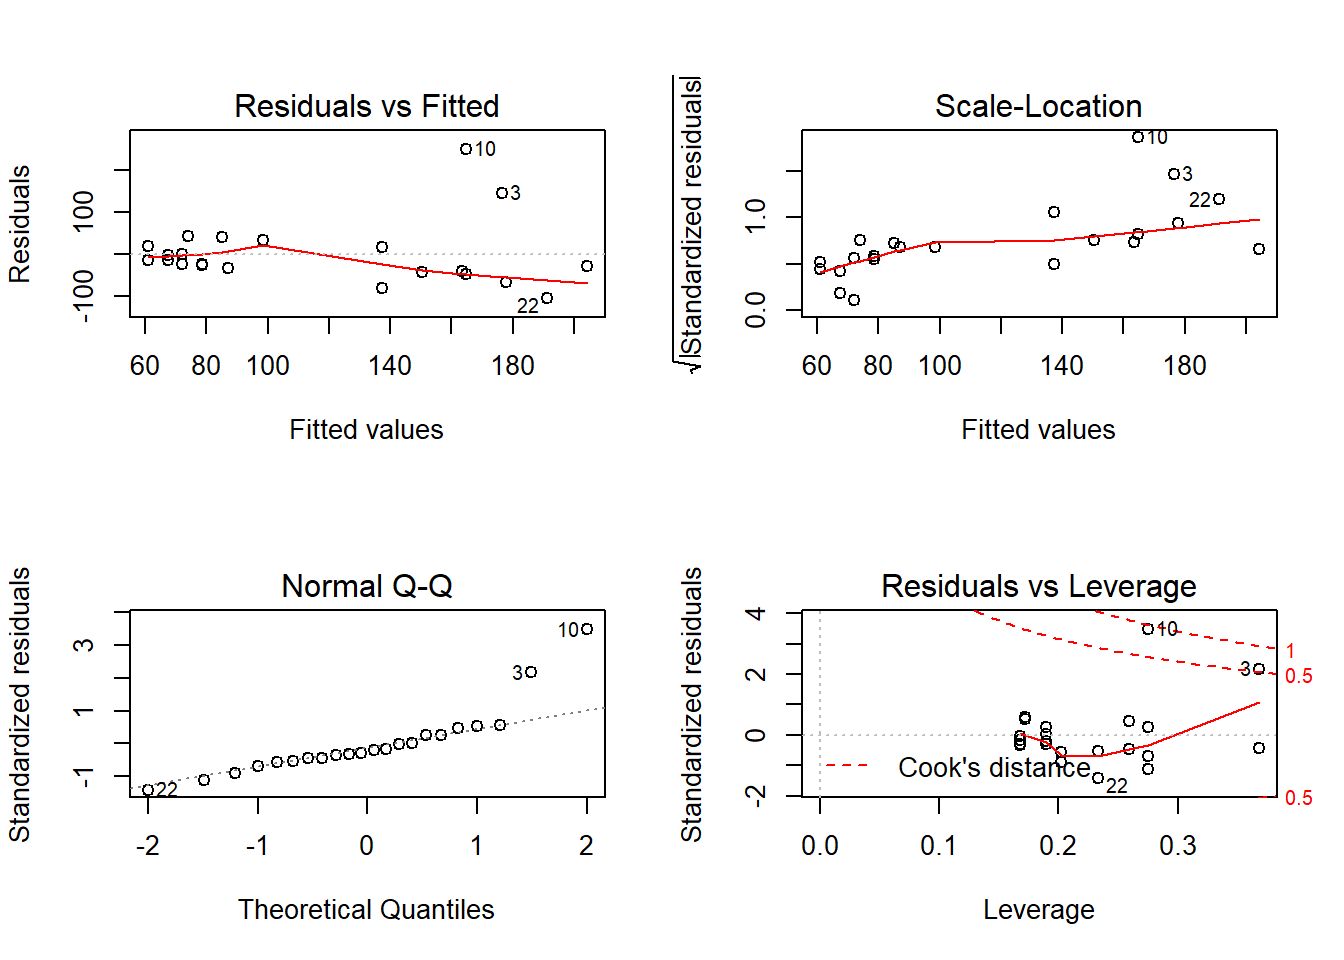 Residuals vs Fitted
Residuals
100
-100
10
3
22
60 80 100 140 180
Fitted values
Scale-Location
√|Standardized residuals|
1.0
0.0
10
3
22
60 80 100 140 180
Fitted values
Normal Q-Q
Standardized residuals
3
1
-1
10
3
22
-2 -1 0 1 2
Theoretical Quantiles
Residuals vs Leverage
Standardized residuals
4
2
0
-2
10
3
22
Cook's distance
1
0.5
0.5
0.0 0.1 0.2 0.3
Leverage